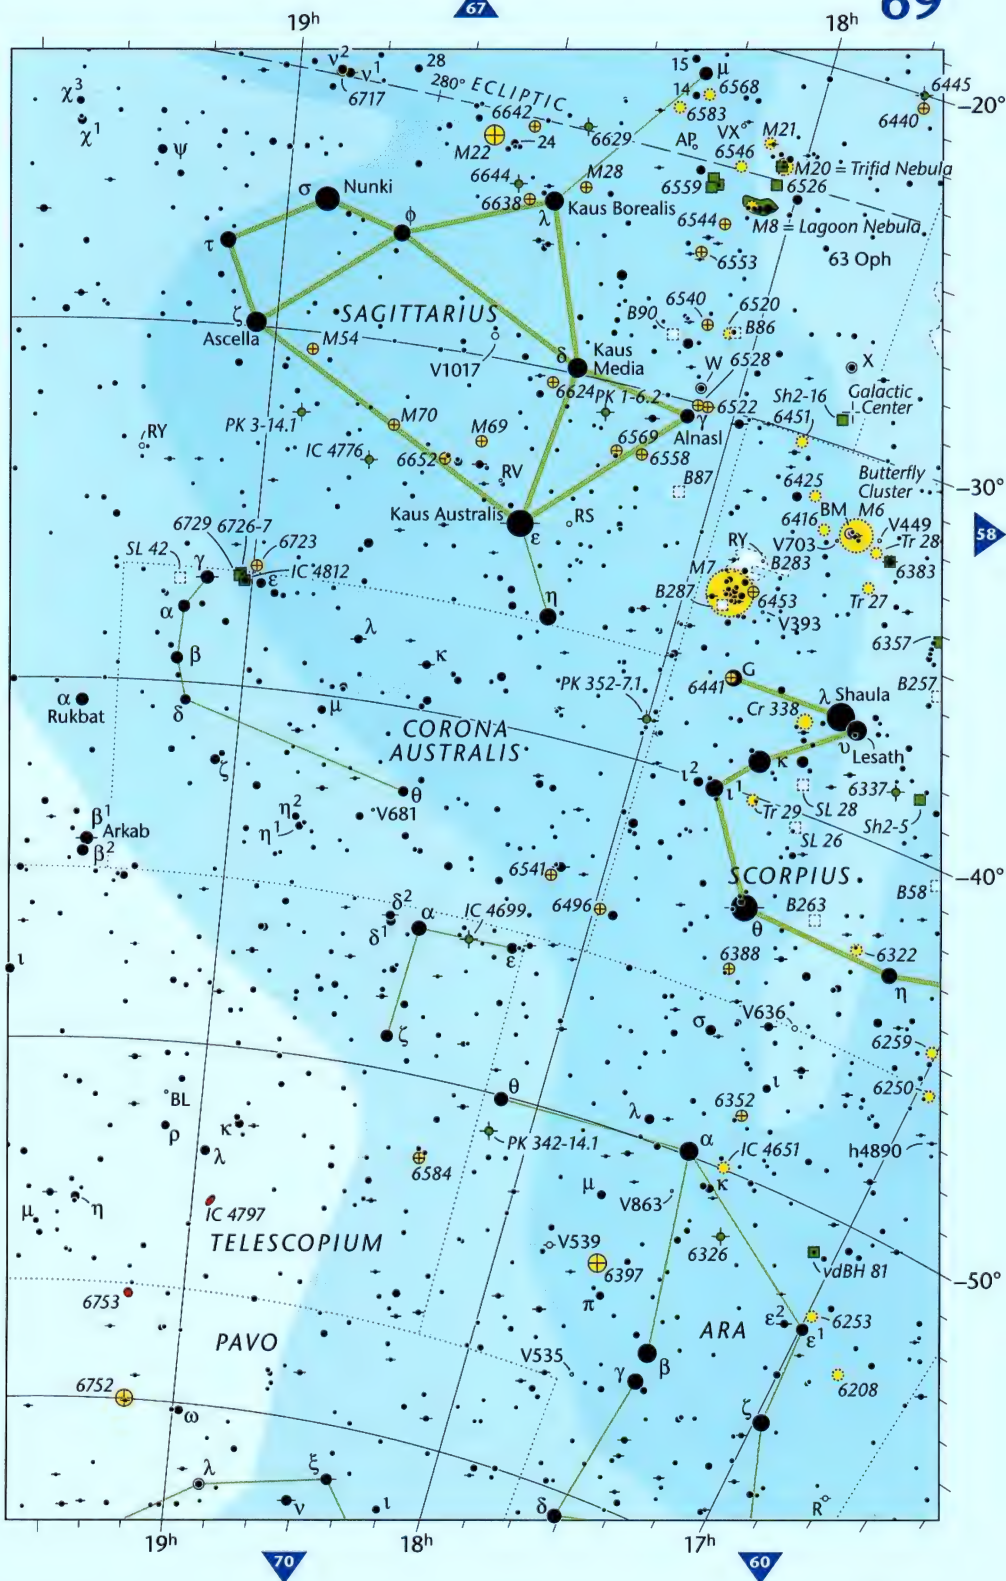 67
69
19h
18h
ν² ν¹
28
15 μ
χ³
6717
280° ECLIPTIC
14 6568
6445
−20°
χ¹
6642
6583
6440
ψ
M22
24
6629
AP
VX
M21
6546
M20 = Trifid Nebula
σ Nunki
6644
M28
6559
6526
6638
φ
λ Kaus Borealis
6544
M8 = Lagoon Nebula
τ
6553
63 Oph
SAGITTARIUS
6540
6520
ζ
B90
B86
Ascella
M54
V1017
δ Kaus
Media
W
6528
X
Galactic
Center
6624
PK 1-6.2
6522
Sh2-16
6451
PK 3-14.1
M70
γ
Alnasl
RY
M69
6569
IC 4776
6652
6558
Butterfly
Cluster
RV
B87
6425
−30°
Kaus Australis
RS
BM M6
6416
V449
ε
V703
Tr 28
58
6729
6726-7
6723
RY
SL 42
γ
M7
B283
6383
ε
IC 4812
B287
6453
Tr 27
α
η
V393
λ
6357
β
κ
G
PK 352-7.1
6441
λ Shaula
B257
α
Rukbat
δ
μ
CORONA
AUSTRALIS
Cr 338
υ
Lesath
ζ
ι²
κ
θ
ι¹
6337
β¹
Arkab
η²
V681
Tr 29
SL 28
Sh2-5
β²
η¹
SL 26
6541
SCORPIUS
−40°
B58
δ²
α
IC 4699
6496
B263
θ
δ¹
ε
6322
6388
ι
η
ζ
σ
V636
6259
θ
ι
6250
BL
λ
6352
ρ
κ
PK 342-14.1
α
h4890
λ
6584
IC 4651
μ
κ
V863
μ
η
IC 4797
6326
TELESCOPIUM
V539
vdBH 81
6397
−50°
6753
π
ε²
6253
ARA
ε¹
PAVO
V535
β
6752
γ
6208
ω
ζ
λ
ξ
ν
ι
δ
R
19h
18h
17h
70
60